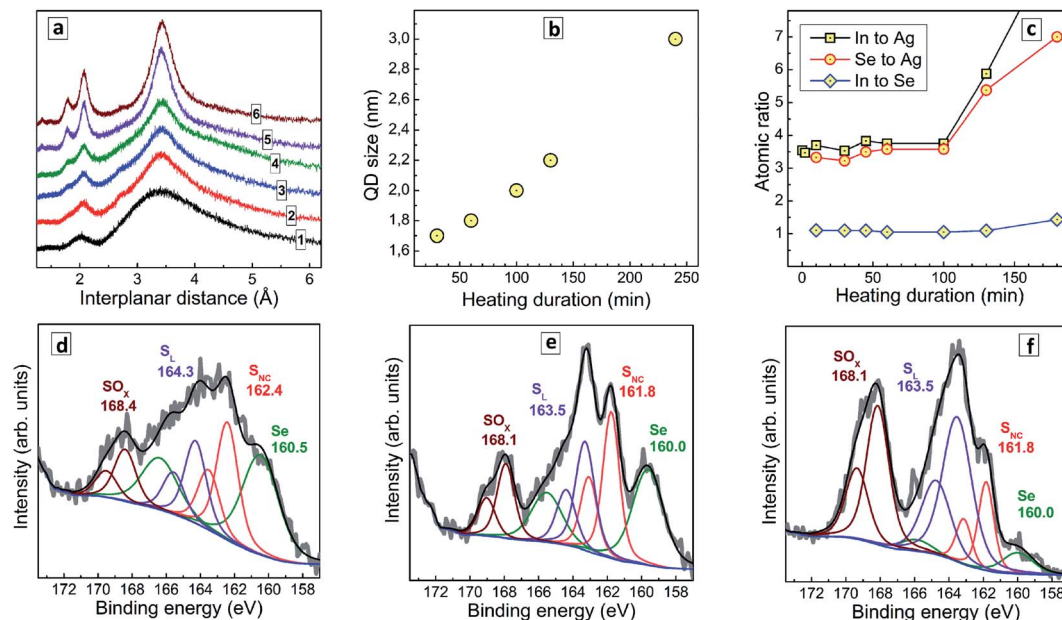 a
6
5
4
3
2
1
2 3 4 5 6
Interplanar distance (Å)
b
3,0
2,8
2,6
2,4
2,2
2,0
1,8
1,6
QD size (nm)
50 100 150 200 250
Heating duration (min)
c
In to Ag
Se to Ag
In to Se
7
6
5
4
3
2
1
Atomic ratio
0 50 100 150
Heating duration (min)
d
SOX
168.4
SL
164.3
SNC
162.4
Se
160.5
Intensity (arb. units)
172 170 168 166 164 162 160 158
Binding energy (eV)
e
SOX
168.1
SL
163.5
SNC
161.8
Se
160.0
Intensity (arb. units)
172 170 168 166 164 162 160 158
Binding energy (eV)
f
SOX
168.1
SL
163.5
SNC
161.8
Se
160.0
Intensity (arb. units)
172 170 168 166 164 162 160 158
Binding energy (eV)